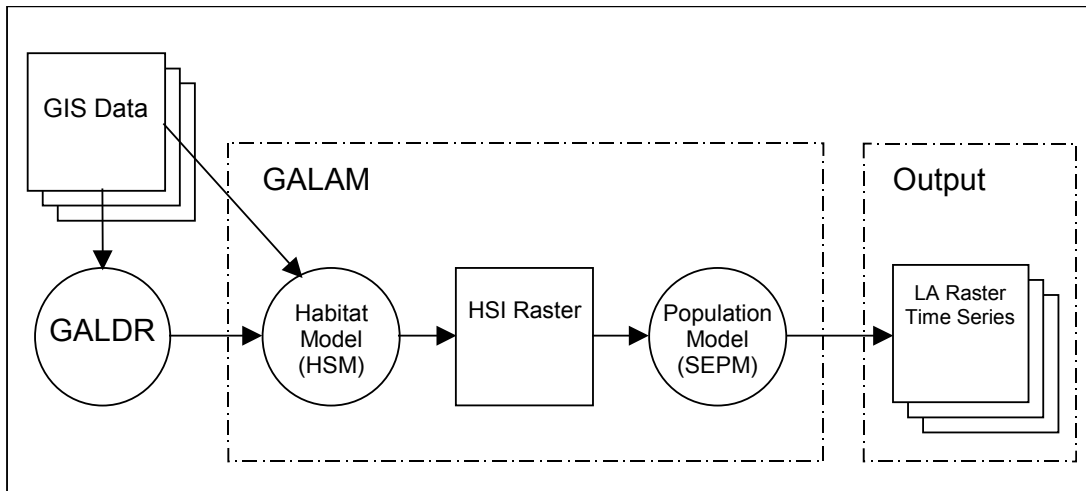 GIS Data
GALAM
Output
GALDR
Habitat
Model
(HSM)
HSI Raster
Population
Model
(SEPM)
LA Raster
Time Series